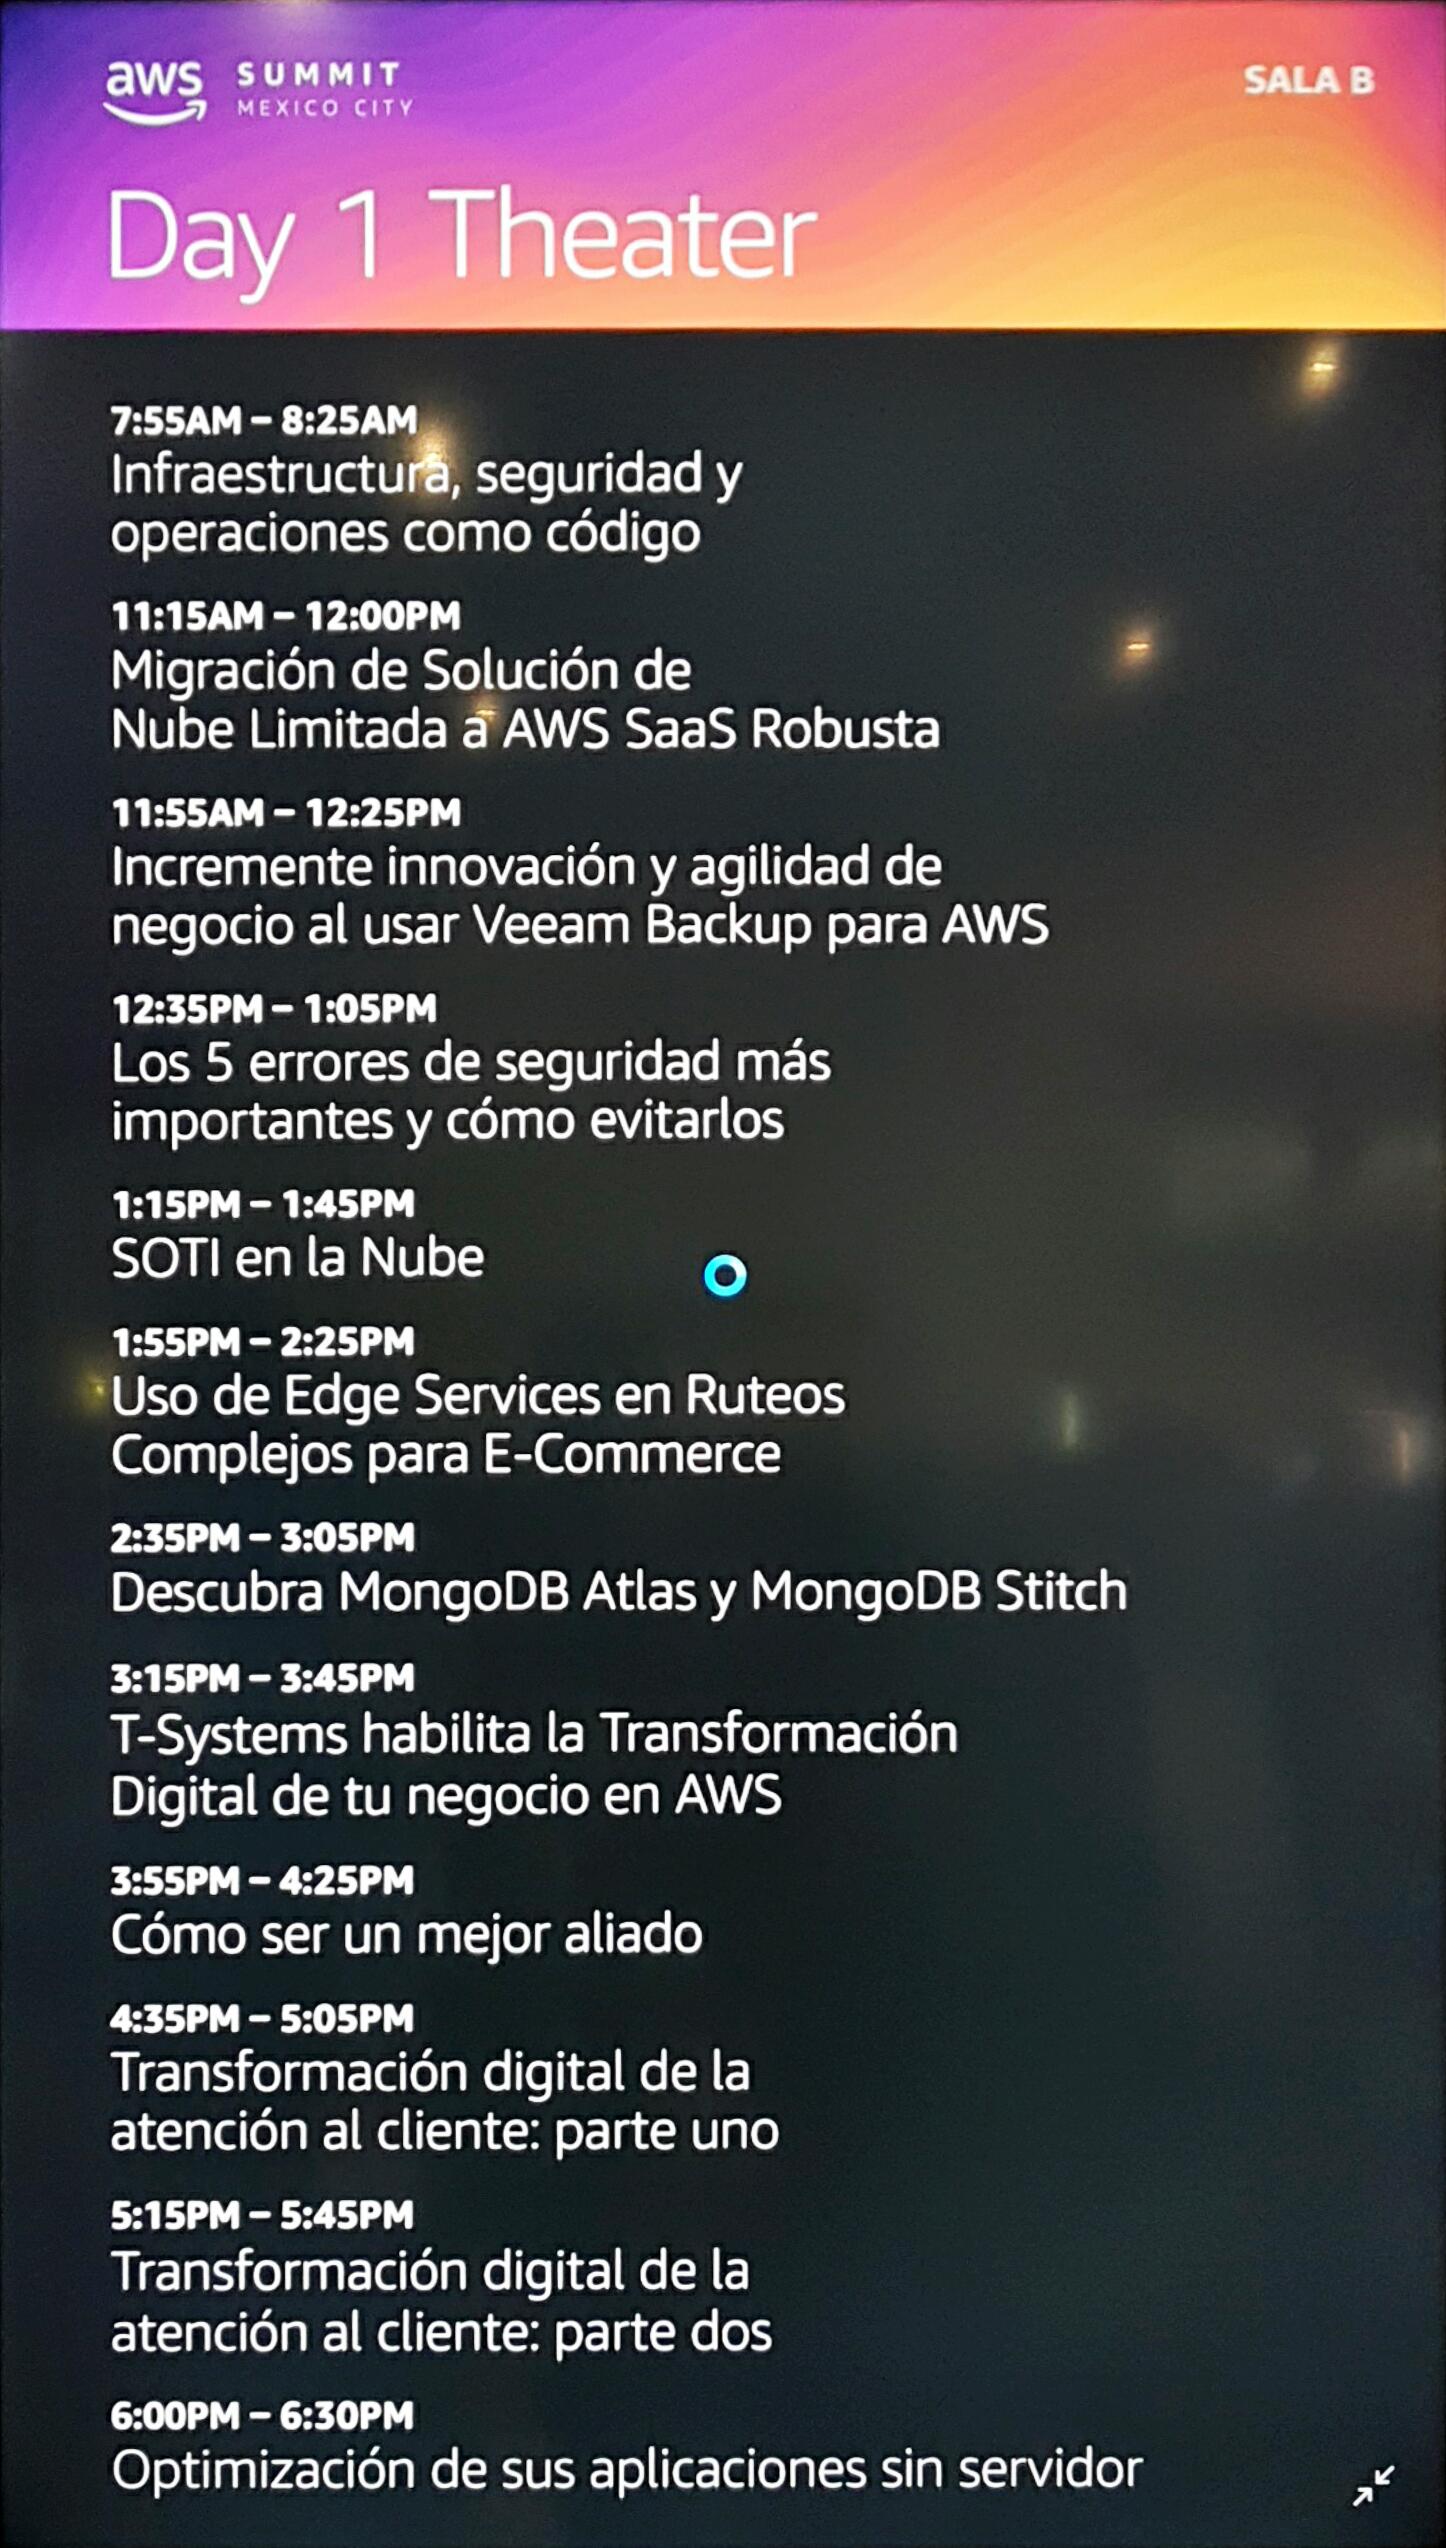 aws SUMMIT
MEXICO CITY
SALA B
Day 1 Theater
7:55AM – 8:25AM
Infraestructura, seguridad y
operaciones como código
11:15AM – 12:00PM
Migración de Solución de
Nube Limitada a AWS SaaS Robusta
11:55AM – 12:25PM
Incremente innovación y agilidad de
negocio al usar Veeam Backup para AWS
12:35PM – 1:05PM
Los 5 errores de seguridad más
importantes y cómo evitarlos
1:15PM – 1:45PM
SOTI en la Nube
1:55PM – 2:25PM
Uso de Edge Services en Ruteos
Complejos para E-Commerce
2:35PM – 3:05PM
Descubra MongoDB Atlas y MongoDB Stitch
3:15PM – 3:45PM
T-Systems habilita la Transformación
Digital de tu negocio en AWS
3:55PM – 4:25PM
Cómo ser un mejor aliado
4:35PM – 5:05PM
Transformación digital de la
atención al cliente: parte uno
5:15PM – 5:45PM
Transformación digital de la
atención al cliente: parte dos
6:00PM – 6:30PM
Optimización de sus aplicaciones sin servidor